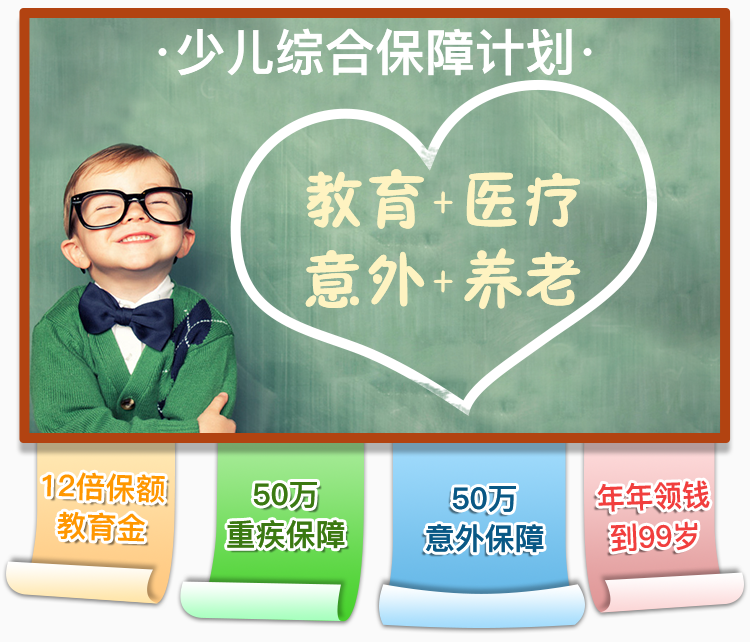 ·少儿综合保障计划·
教育+医疗
意外+养老
12倍保额
教育金
50万
重疾保障
50万
意外保障
年年领钱
到99岁